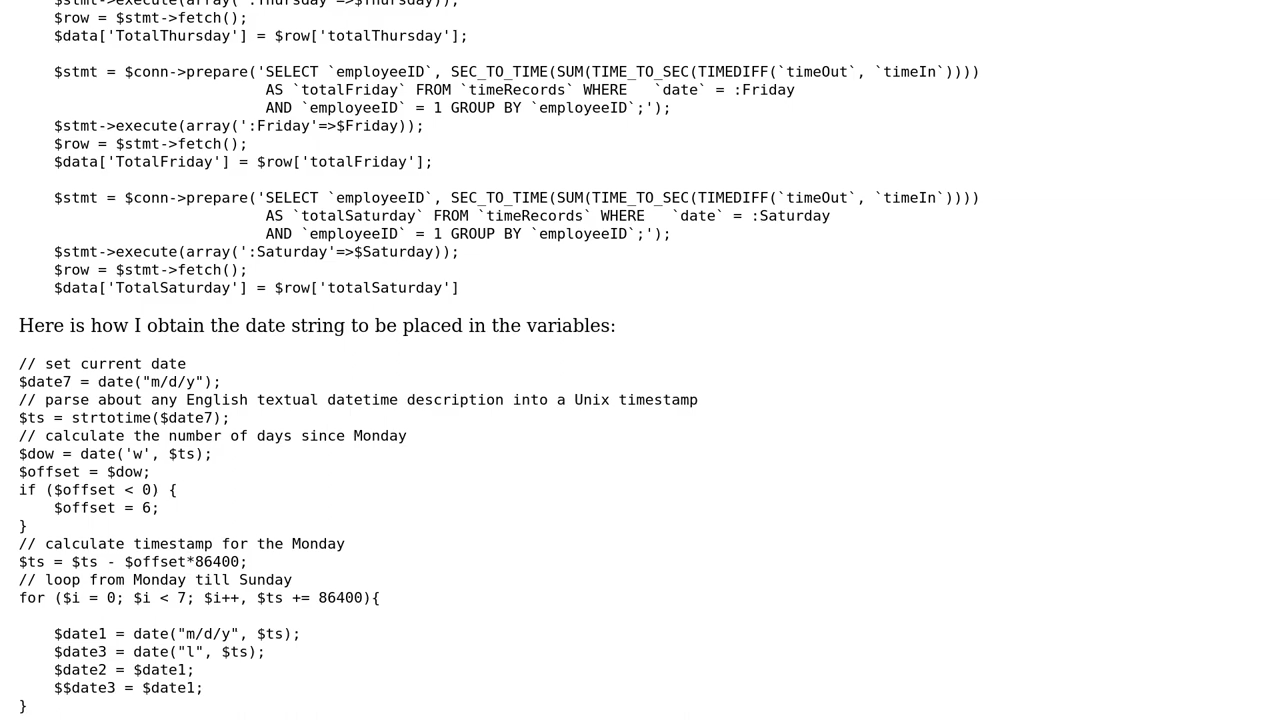 $stmt->execute(array(':Thursday'=>$Thursday));
$row = $stmt->fetch();
$data['TotalThursday'] = $row['totalThursday'];
$stmt = $conn->prepare('SELECT `employeeID`, SEC_TO_TIME(SUM(TIME_TO_SEC(TIMEDIFF(`timeOut`, `timeIn`))))
AS `totalFriday` FROM `timeRecords` WHERE   `date` = :Friday
AND `employeeID` = 1 GROUP BY `employeeID`;');
$stmt->execute(array(':Friday'=>$Friday));
$row = $stmt->fetch();
$data['TotalFriday'] = $row['totalFriday'];
$stmt = $conn->prepare('SELECT `employeeID`, SEC_TO_TIME(SUM(TIME_TO_SEC(TIMEDIFF(`timeOut`, `timeIn`))))
AS `totalSaturday` FROM `timeRecords` WHERE   `date` = :Saturday
AND `employeeID` = 1 GROUP BY `employeeID`;');
$stmt->execute(array(':Saturday'=>$Saturday));
$row = $stmt->fetch();
$data['TotalSaturday'] = $row['totalSaturday']
Here is how I obtain the date string to be placed in the variables:
// set current date
$date7 = date("m/d/y");
// parse about any English textual datetime description into a Unix timestamp
$ts = strtotime($date7);
// calculate the number of days since Monday
$dow = date('w', $ts);
$offset = $dow;
if ($offset < 0) {
$offset = 6;
}
// calculate timestamp for the Monday
$ts = $ts - $offset*86400;
// loop from Monday till Sunday
for ($i = 0; $i < 7; $i++, $ts += 86400){
$date1 = date("m/d/y", $ts);
$date3 = date("l", $ts);
$date2 = $date1;
$$date3 = $date1;
}